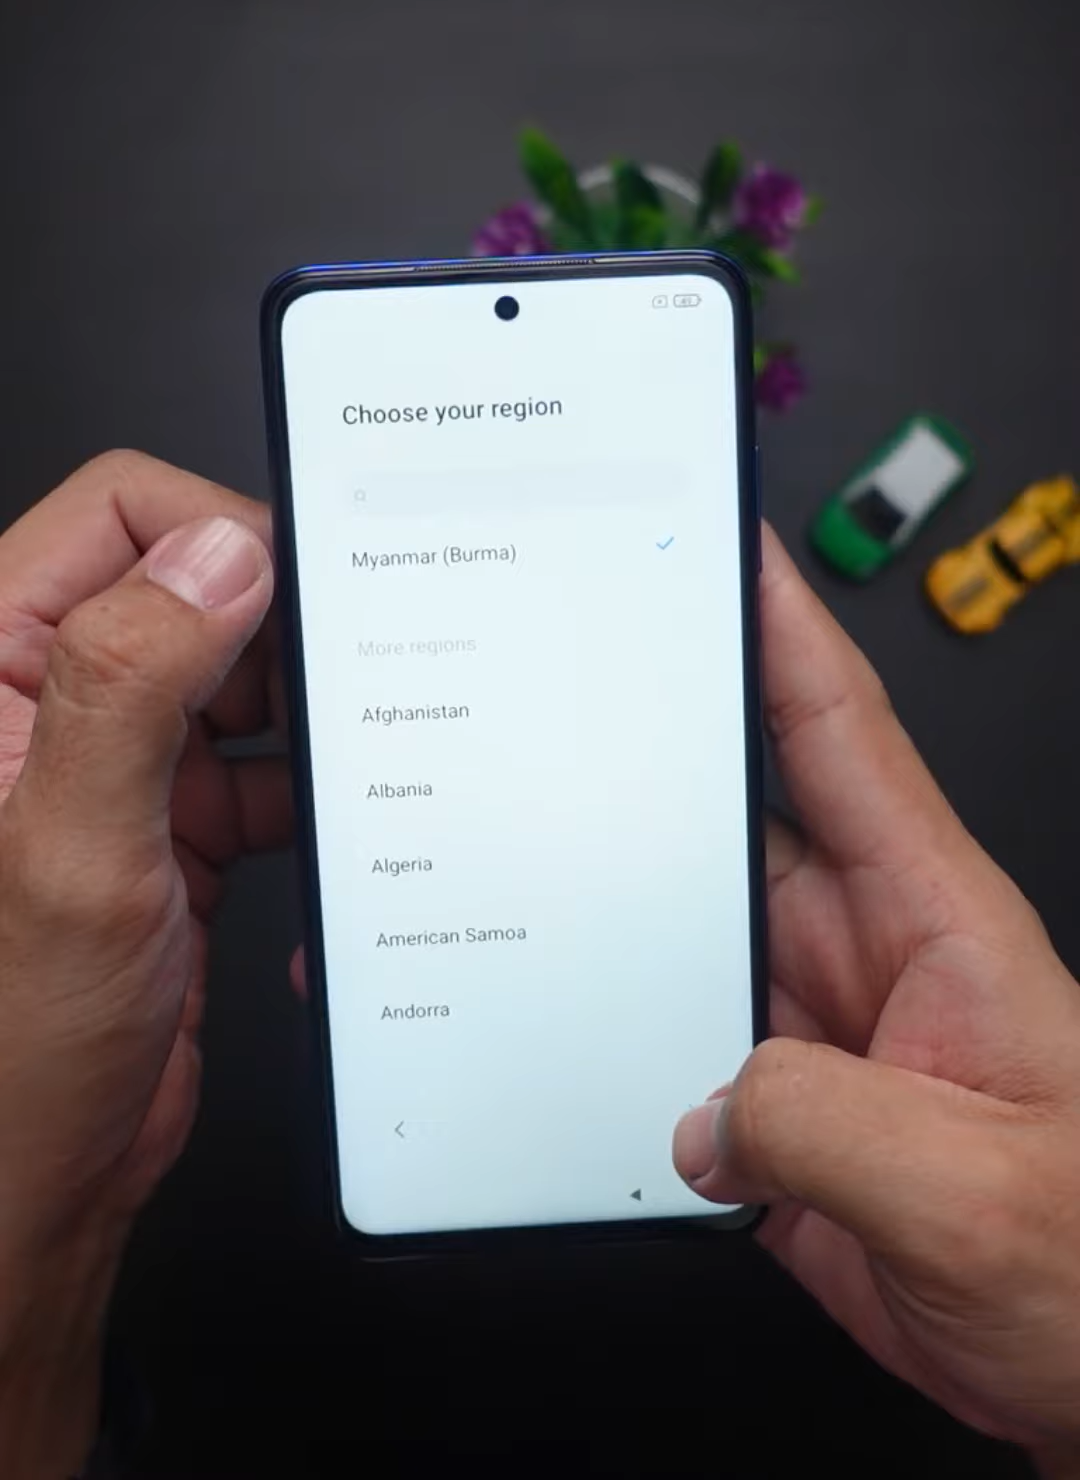 Choose your region
Myanmar (Burma)
More regions
Afghanistan
Albania
Algeria
American Samoa
Andorra